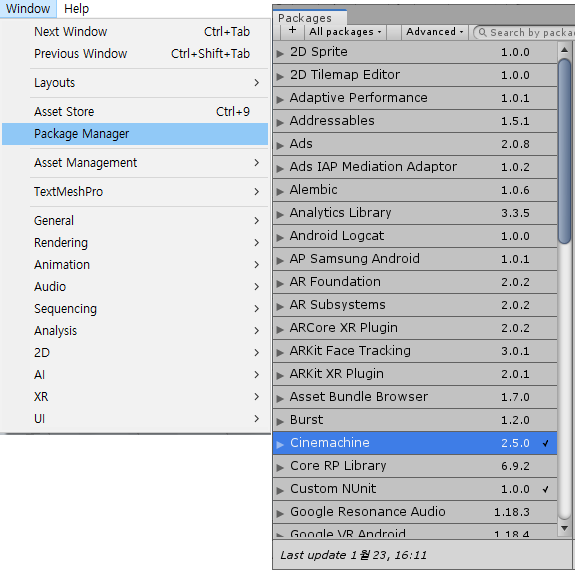 Window Help
Next Window Ctrl+Tab
Previous Window Ctrl+Shift+Tab
Layouts
Asset Store Ctrl+9
Package Manager
Asset Management
TextMeshPro
General
Rendering
Animation
Audio
Sequencing
Analysis
2D
AI
XR
UI
Packages
+ All packages Advanced Search by packa
2D Sprite 1.0.0
2D Tilemap Editor 1.0.0
Adaptive Performance 1.0.1
Addressables 1.5.1
Ads 2.0.8
Ads IAP Mediation Adaptor 1.0.2
Alembic 1.0.6
Analytics Library 3.3.5
Android Logcat 1.0.0
AP Samsung Android 1.0.1
AR Foundation 2.0.2
AR Subsystems 2.0.2
ARCore XR Plugin 2.0.2
ARKit Face Tracking 3.0.1
ARKit XR Plugin 2.0.1
Asset Bundle Browser 1.7.0
Burst 1.2.0
Cinemachine 2.5.0 ✓
Core RP Library 6.9.2
Custom NUnit 1.0.0 ✓
Google Resonance Audio 1.18.3
Google VR Android 1.18.4
Last update 1월 23, 16:11